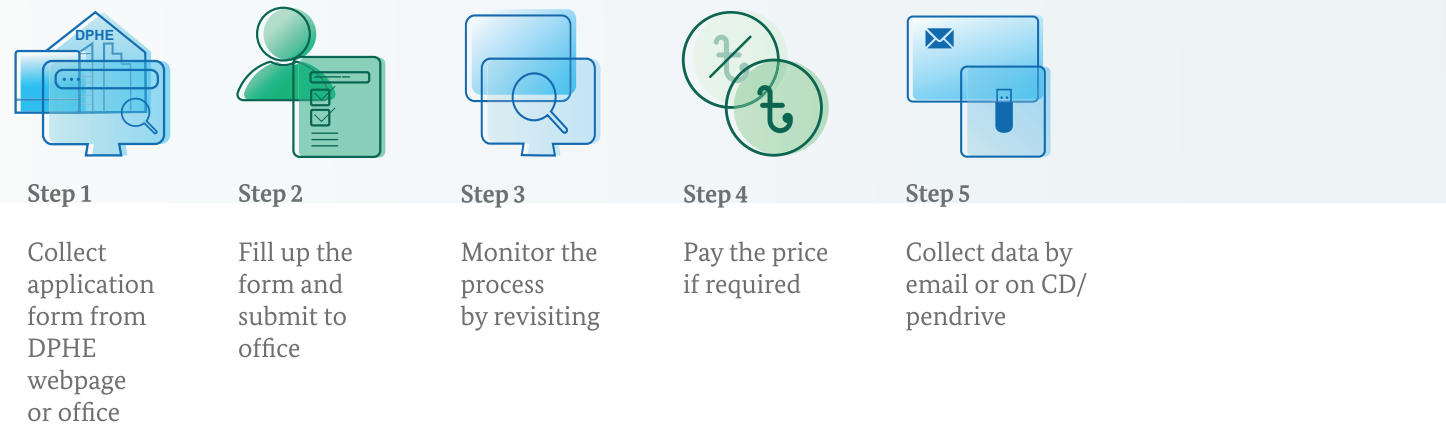 DPHE
Step 1
Collect
application
form from
DPHE
webpage
or office
Step 2
Fill up the
form and
submit to
office
Step 3
Monitor the
process
by revisiting
৳
৳
Step 4
Pay the price
if required
Step 5
Collect data by
email or on CD/
pendrive